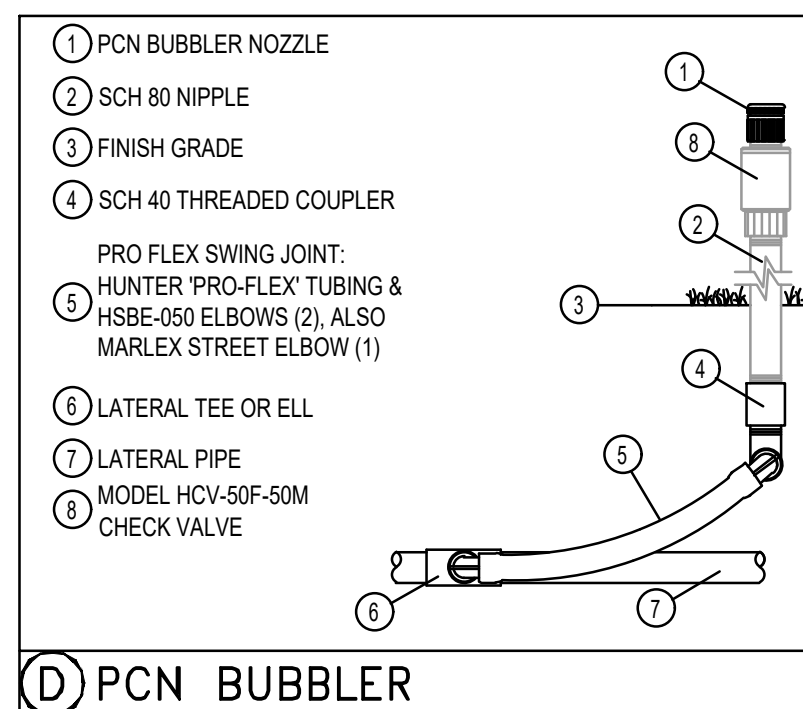 1 PCN BUBBLER NOZZLE
2 SCH 80 NIPPLE
3 FINISH GRADE
4 SCH 40 THREADED COUPLER
PRO FLEX SWING JOINT:
5 HUNTER 'PRO-FLEX' TUBING &
HSBE-050 ELBOWS (2), ALSO
MARLEX STREET ELBOW (1)
6 LATERAL TEE OR ELL
7 LATERAL PIPE
8 MODEL HCV-50F-50M
CHECK VALVE
1
8
2
3
4
5
6
7
D PCN BUBBLER